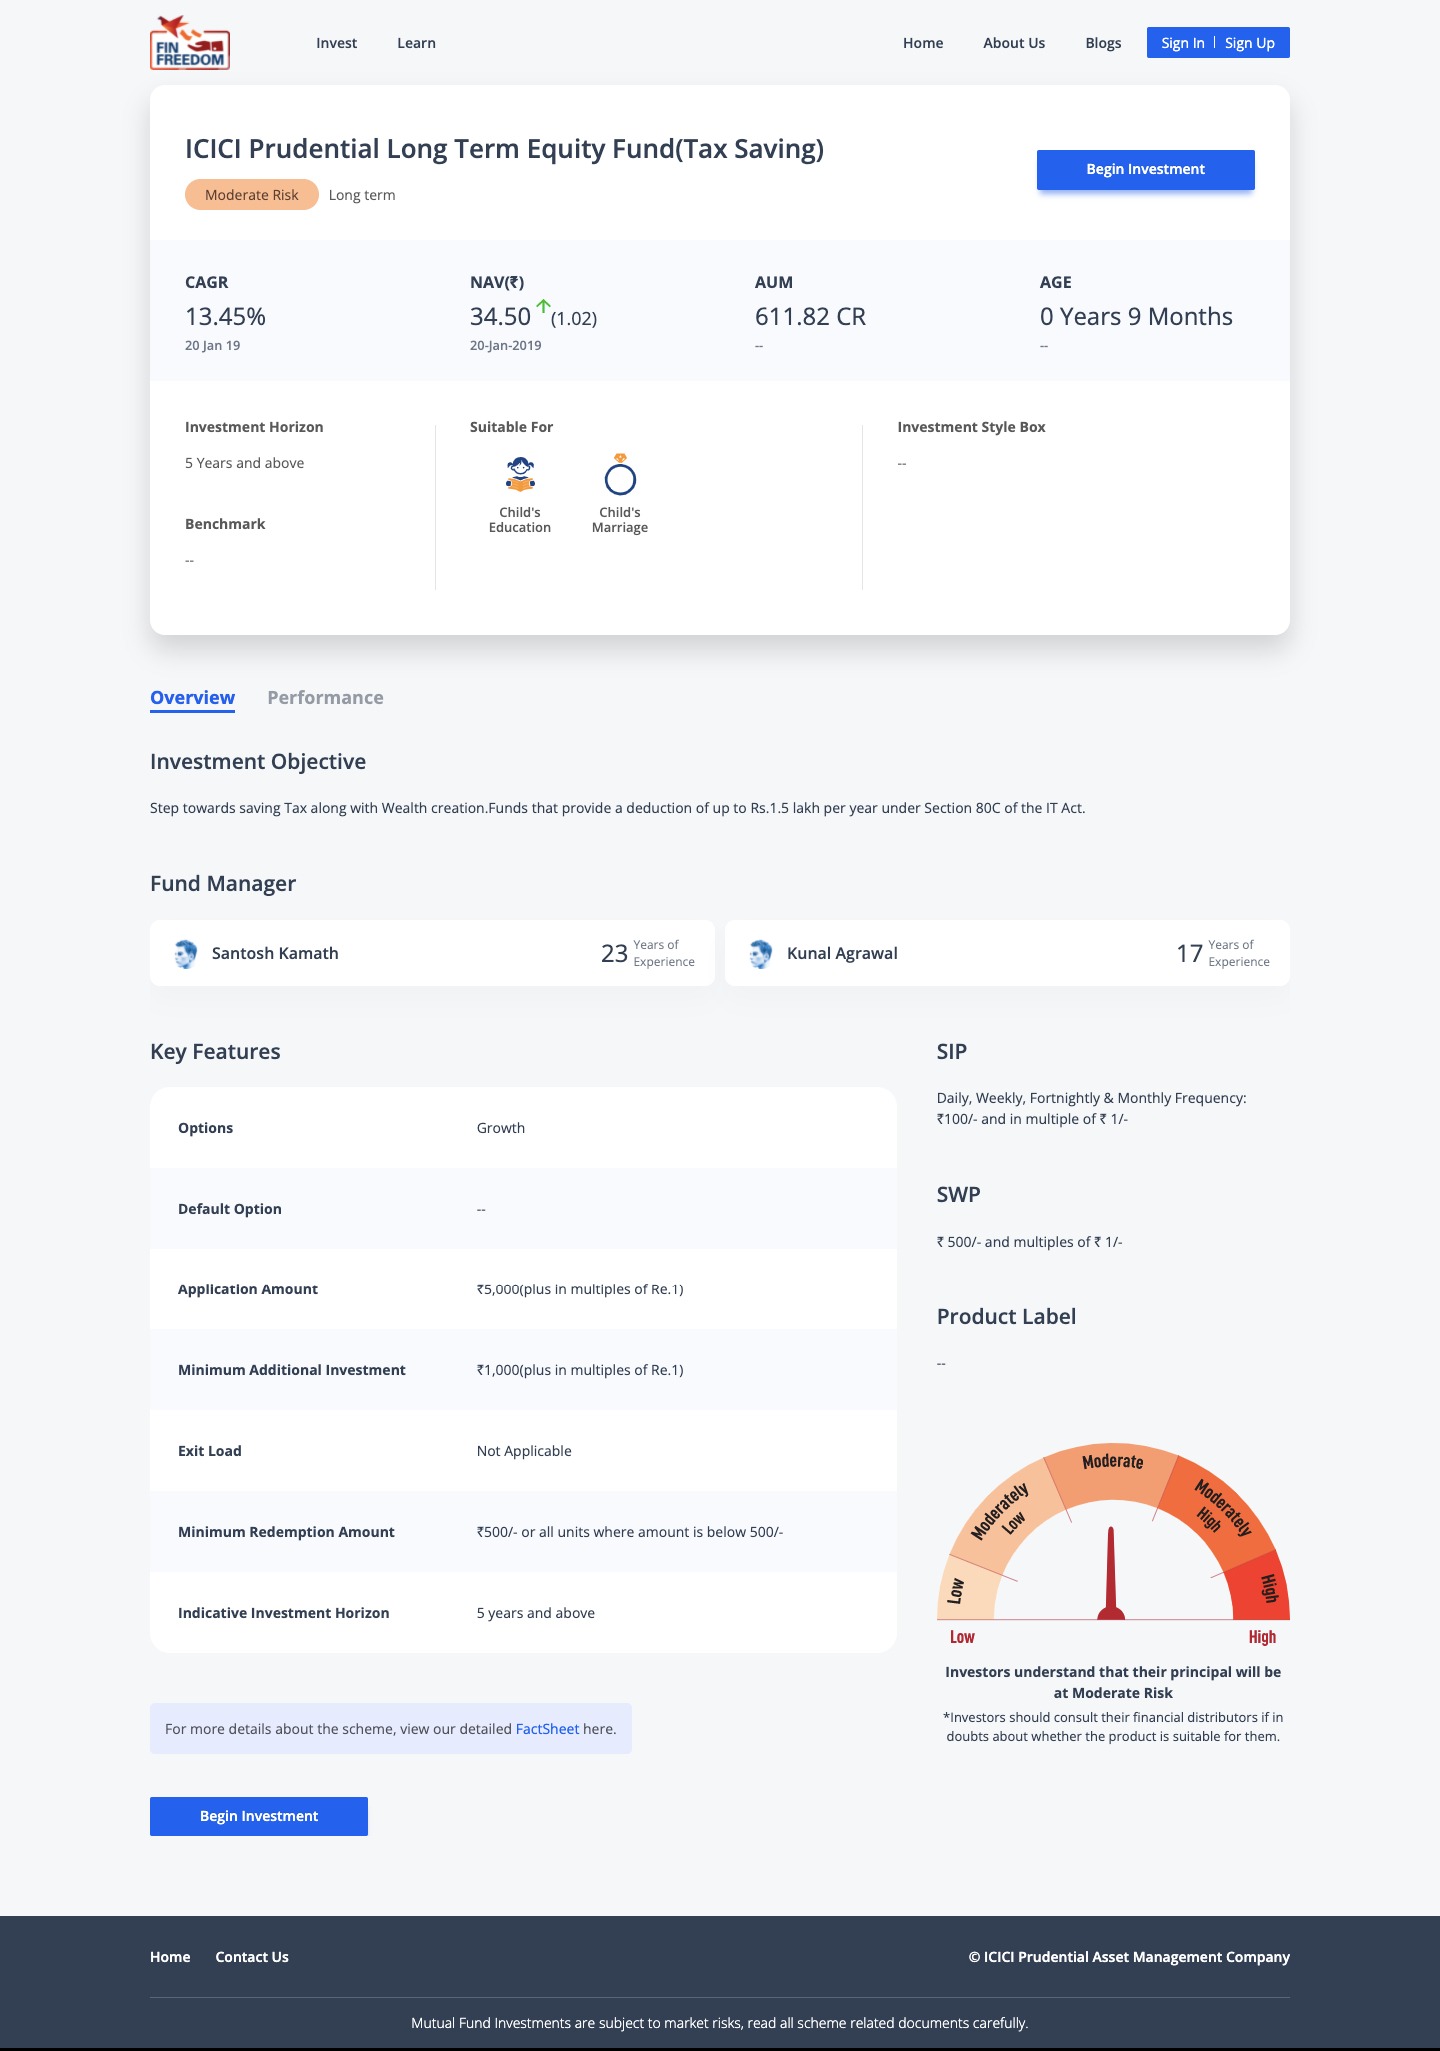 FIN
FREEDOM
Invest
Learn
Home
About Us
Blogs
Sign In | Sign Up
ICICI Prudential Long Term Equity Fund(Tax Saving)
Moderate Risk
Long term
Begin Investment
CAGR
13.45%
20 Jan 19
NAV(₹)
34.50 (1.02)
20-Jan-2019
AUM
611.82 CR
--
AGE
0 Years 9 Months
--
Investment Horizon
5 Years and above
Benchmark
--
Suitable For
Child's
Education
Child's
Marriage
Investment Style Box
--
Overview
Performance
Investment Objective
Step towards saving Tax along with Wealth creation.Funds that provide a deduction of up to Rs.1.5 lakh per year under Section 80C of the IT Act.
Fund Manager
Santosh Kamath
23 Years of
Experience
Kunal Agrawal
17 Years of
Experience
Key Features
Options
Growth
Default Option
--
Application Amount
₹5,000(plus in multiples of Re.1)
Minimum Additional Investment
₹1,000(plus in multiples of Re.1)
Exit Load
Not Applicable
Minimum Redemption Amount
₹500/- or all units where amount is below 500/-
Indicative Investment Horizon
5 years and above
For more details about the scheme, view our detailed FactSheet here.
Begin Investment
SIP
Daily, Weekly, Fortnightly & Monthly Frequency:
₹100/- and in multiple of ₹ 1/-
SWP
₹ 500/- and multiples of ₹ 1/-
Product Label
--
Low
Moderately
Low
Moderate
Moderately
High
High
Low
High
Investors understand that their principal will be
at Moderate Risk
*Investors should consult their financial distributors if in
doubts about whether the product is suitable for them.
Home
Contact Us
© ICICI Prudential Asset Management Company
Mutual Fund Investments are subject to market risks, read all scheme related documents carefully.